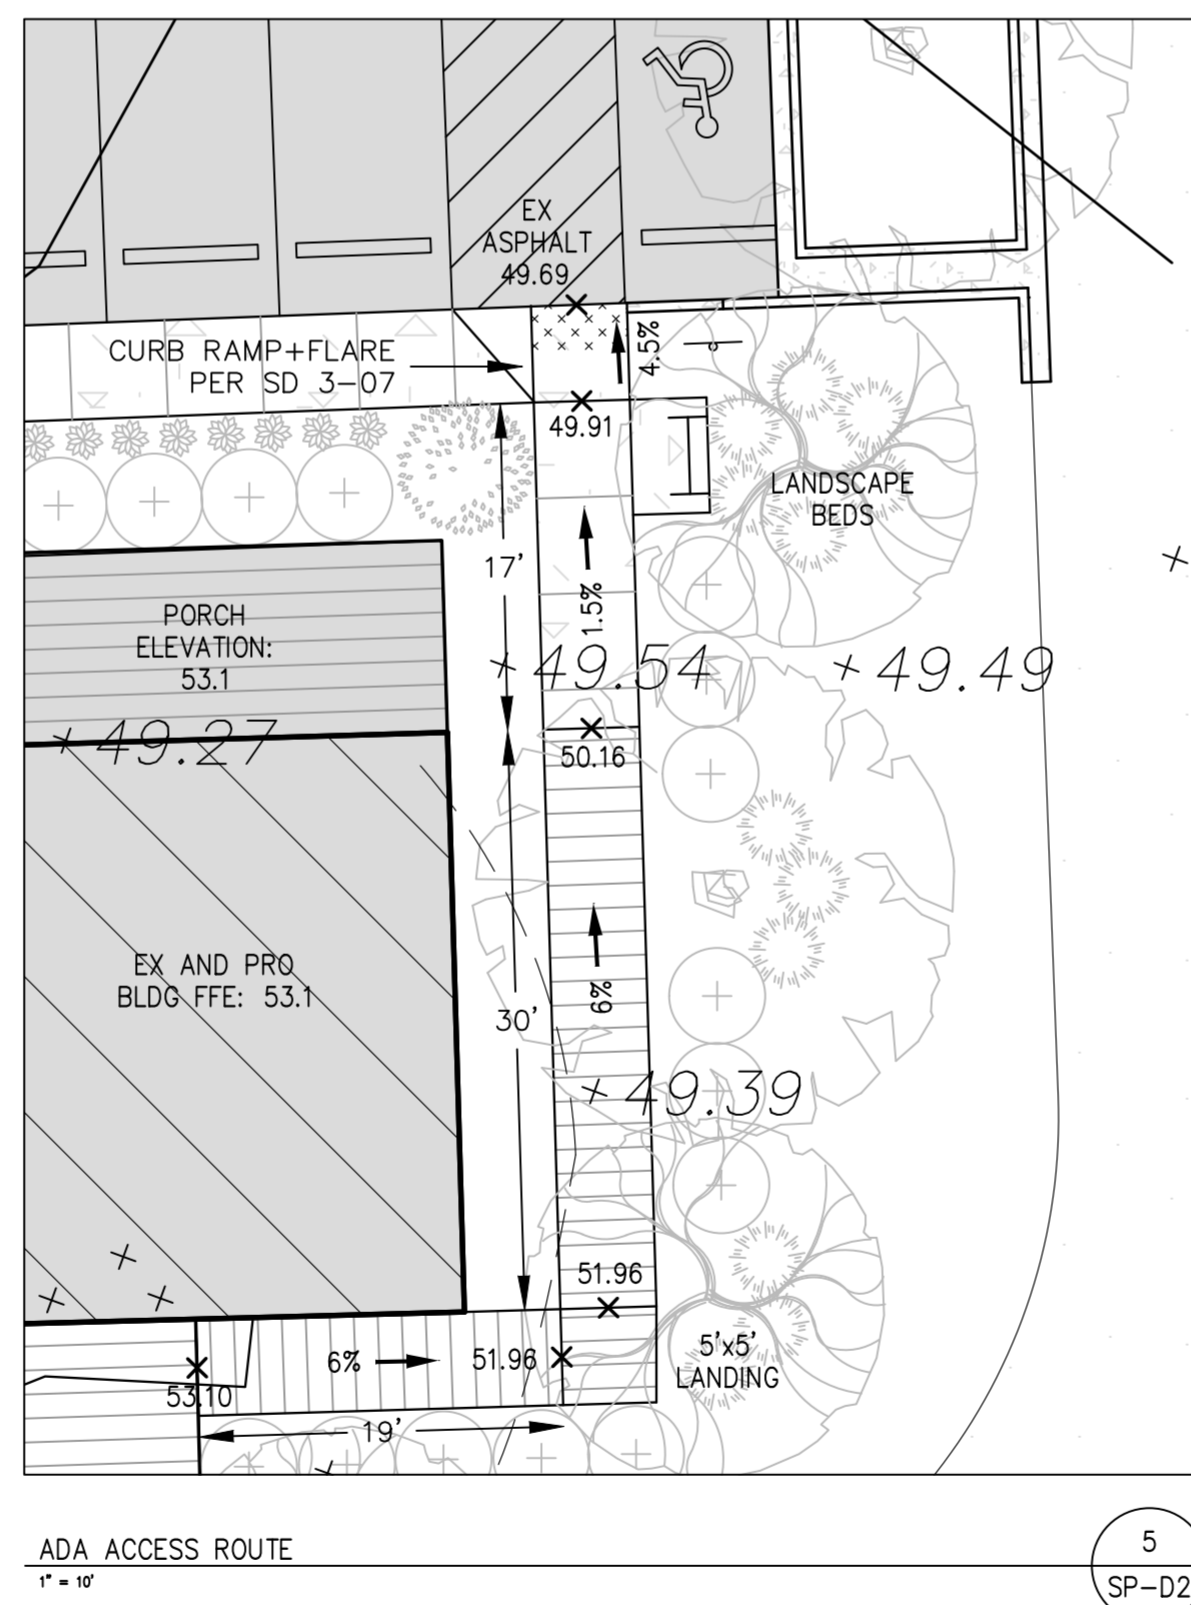 EX
ASPHALT
49.69
CURB RAMP+FLARE
PER SD 3-07
4.5%
49.91
LANDSCAPE
BEDS
17'
1.5%
PORCH
ELEVATION:
53.1
49.54
49.49
49.27
50.16
EX AND PRO
BLDG FFE: 53.1
6%
30'
49.39
51.96
6%
51.96
5'x5'
LANDING
53.10
19'
ADA ACCESS ROUTE
1" = 10'
5
SP-D2